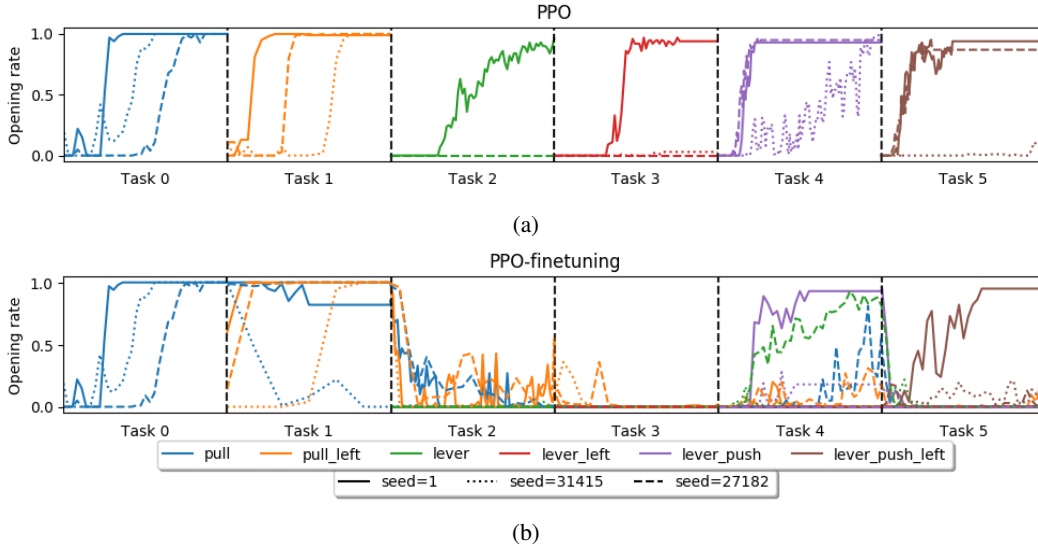 PPO
Opening rate
1.0
0.5
0.0
Task 0 Task 1 Task 2 Task 3 Task 4 Task 5
(a)
PPO-finetuning
Opening rate
1.0
0.5
0.0
Task 0 Task 1 Task 2 Task 3 Task 4 Task 5
pull pull_left lever lever_left lever_push lever_push_left
seed=1 seed=31415 seed=27182
(b)